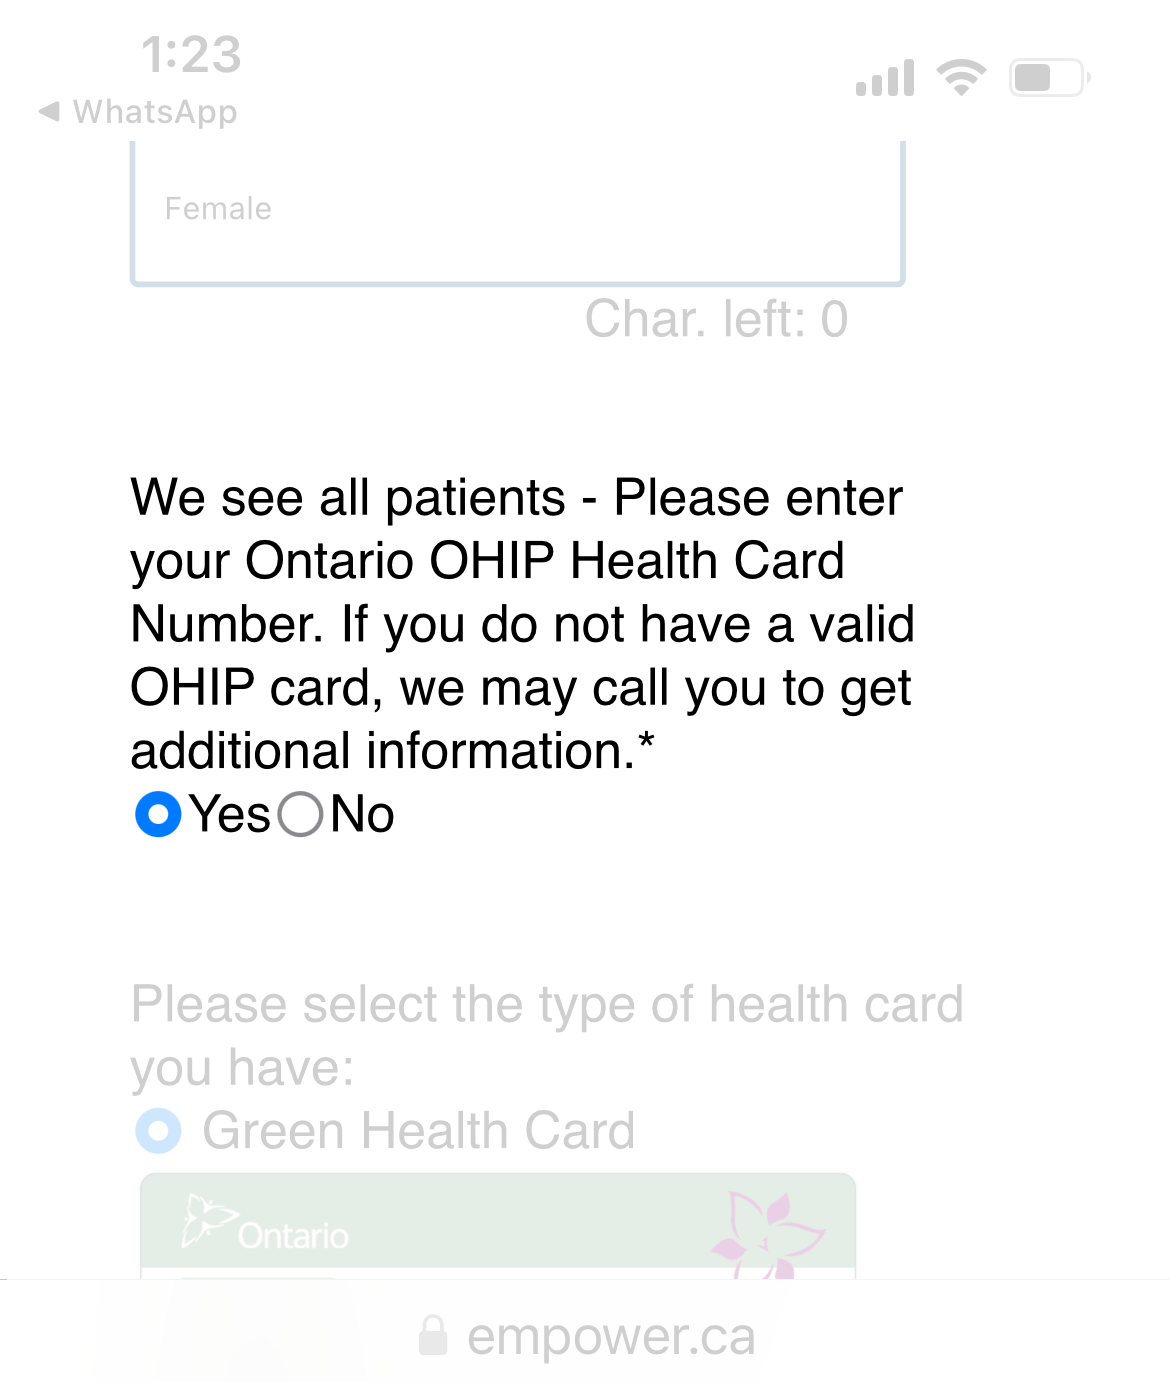 1:23
◀ WhatsApp
Female
Char. left: 0
We see all patients - Please enter
your Ontario OHIP Health Card
Number. If you do not have a valid
OHIP card, we may call you to get
additional information.*
Yes No
Please select the type of health card
you have:
Green Health Card
Ontario
empower.ca